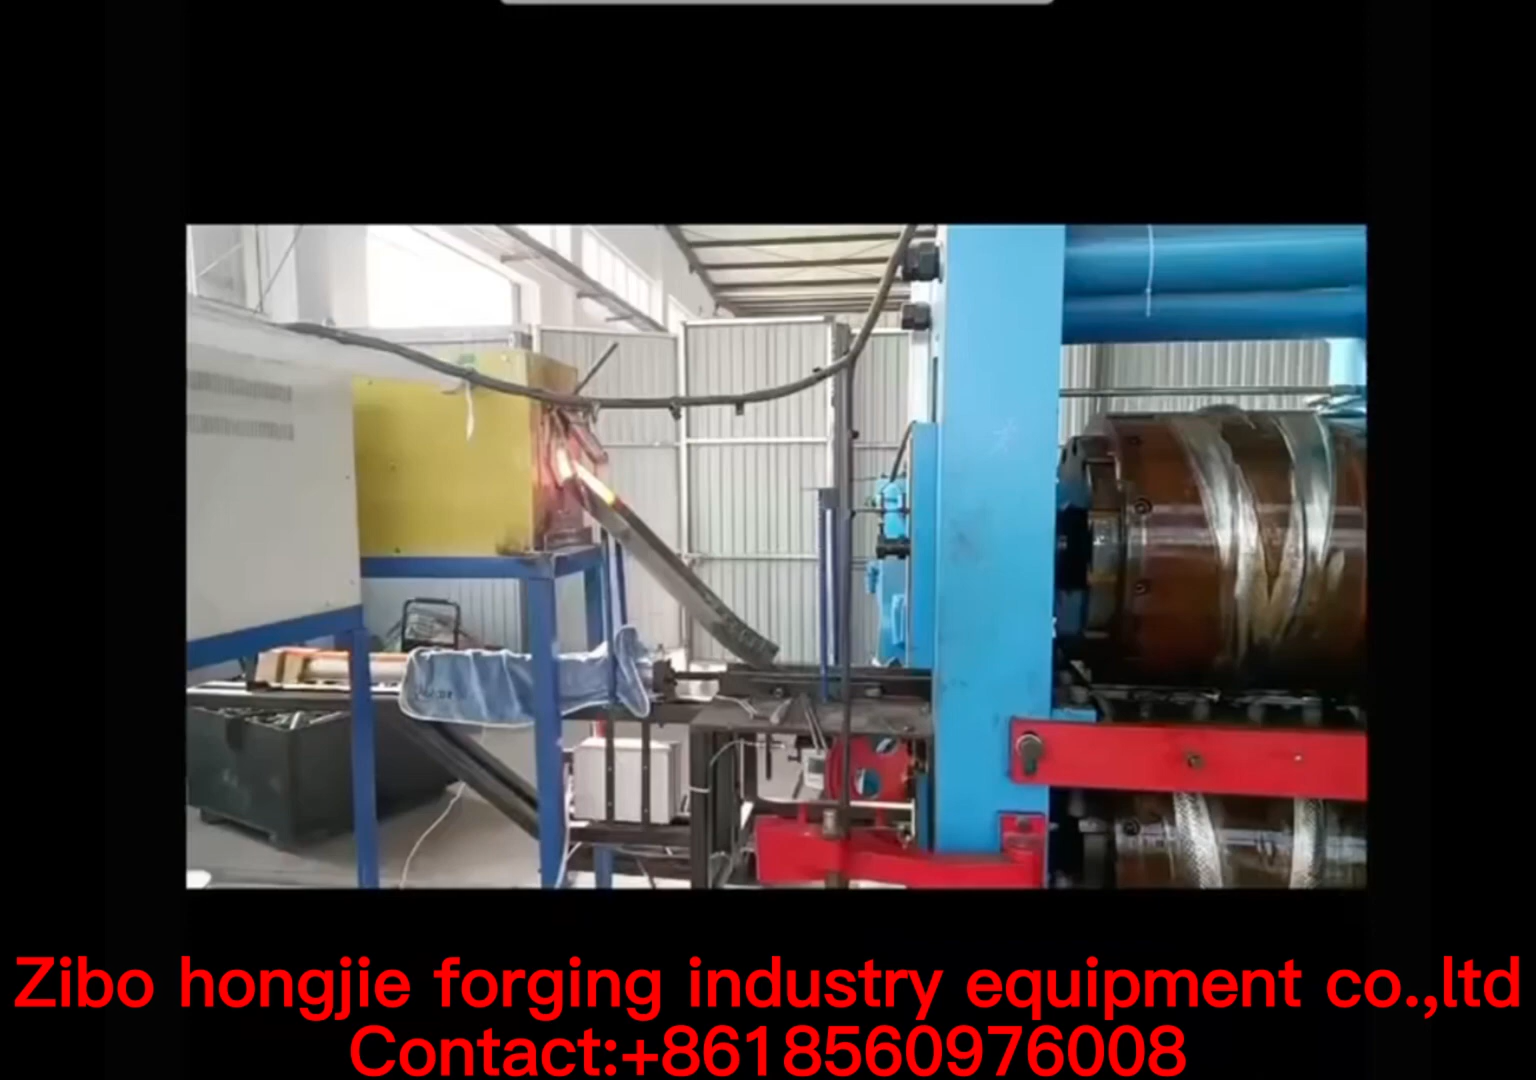 Zibo hongjie forging industry equipment co.,ltd
Contact:+8618560976008